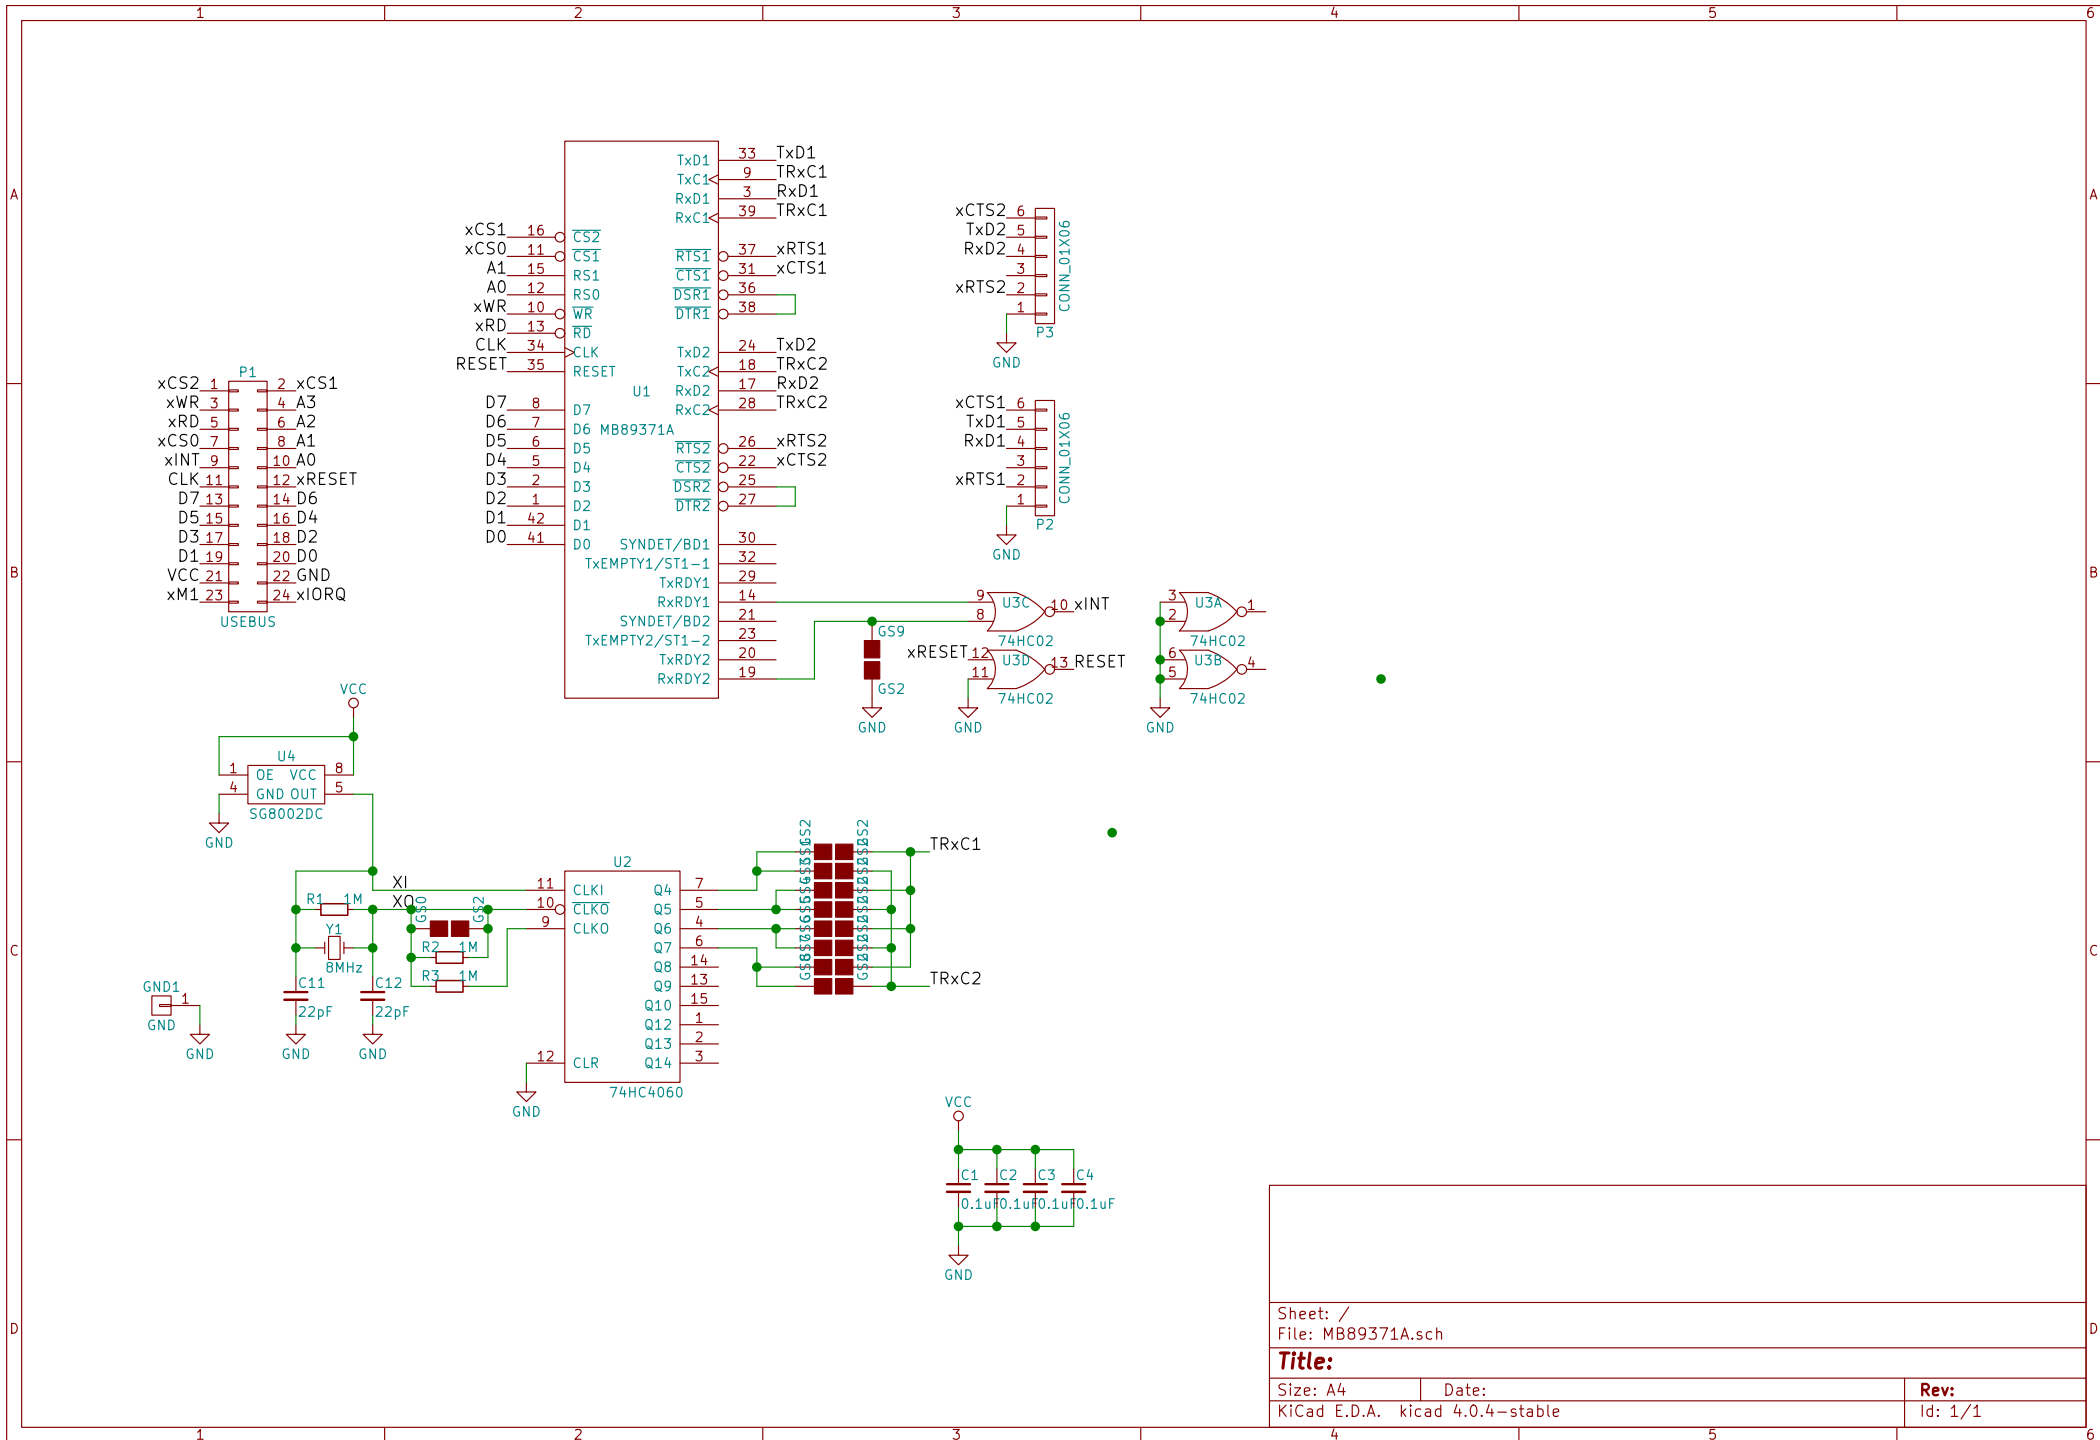 1 2 3 4 5 6
A
B
C
D
A
B
C
D
1 2 3 4 5 6
P1
xCS2 1 2 xCS1
xWR 3 4 A3
xRD 5 6 A2
xCS0 7 8 A1
xINT 9 10 A0
CLK 11 12 xRESET
D7 13 14 D6
D5 15 16 D4
D3 17 18 D2
D1 19 20 D0
VCC 21 22 GND
xM1 23 24 xIORQ
USEBUS
xCS1 16 CS2
xCS0 11 CS1
A1 15 RS1
A0 12 RS0
xWR 10 WR
xRD 13 RD
CLK 34 CLK
RESET 35 RESET
U1
MB89371A
D7 8 D7
D6 7 D6
D5 6 D5
D4 5 D4
D3 2 D3
D2 1 D2
D1 42 D1
D0 41 D0
TxD1 33 TxD1
TxC1 9 TRxC1
RxD1 3 RxD1
RxC1 39 TRxC1
RTS1 37 xRTS1
CTS1 31 xCTS1
DSR1 36
DTR1 38
TxD2 24 TxD2
TxC2 18 TRxC2
RxD2 17 RxD2
RxC2 28 TRxC2
RTS2 26 xRTS2
CTS2 22 xCTS2
DSR2 25
DTR2 27
SYNDET/BD1 30
TxEMPTY1/ST1-1 32
TxRDY1 29
RxRDY1 14
SYNDET/BD2 21
TxEMPTY2/ST1-2 23
TxRDY2 20
RxRDY2 19
xCTS2 6
TxD2 5
RxD2 4
3
xRTS2 2
1
CONN_01X06
P3
GND
xCTS1 6
TxD1 5
RxD1 4
3
xRTS1 2
1
CONN_01X06
P2
GND
GS9
GS2
GND
9 8 U3C 10 xINT
74HC02
xRESET 12 11 U3D 13 RESET
74HC02
GND
3 2 U3A 1
74HC02
6 5 U3B 4
74HC02
GND
VCC
U4
1 OE VCC 8
4 GND OUT 5
SG8002DC
GND
XI
XO
R1 1M
Y1
8MHz
C11
22pF
GND
C12
22pF
GND
GS0 GS2
R2 1M
R3 1M
GND1
1
GND
GND
U2
11 CLKI
10 CLKO
9 CLKO
12 CLR
GND
74HC4060
Q4 7
Q5 5
Q6 4
Q7 6
Q8 14
Q9 13
Q10 15
Q12 1
Q13 2
Q14 3
GS2
GS2
TRxC1
TRxC2
VCC
C1 C2 C3 C4
0.1uF 0.1uF 0.1uF 0.1uF
GND
Sheet: /
File: MB89371A.sch
Title:
Size: A4 Date: Rev:
KiCad E.D.A. kicad 4.0.4-stable Id: 1/1